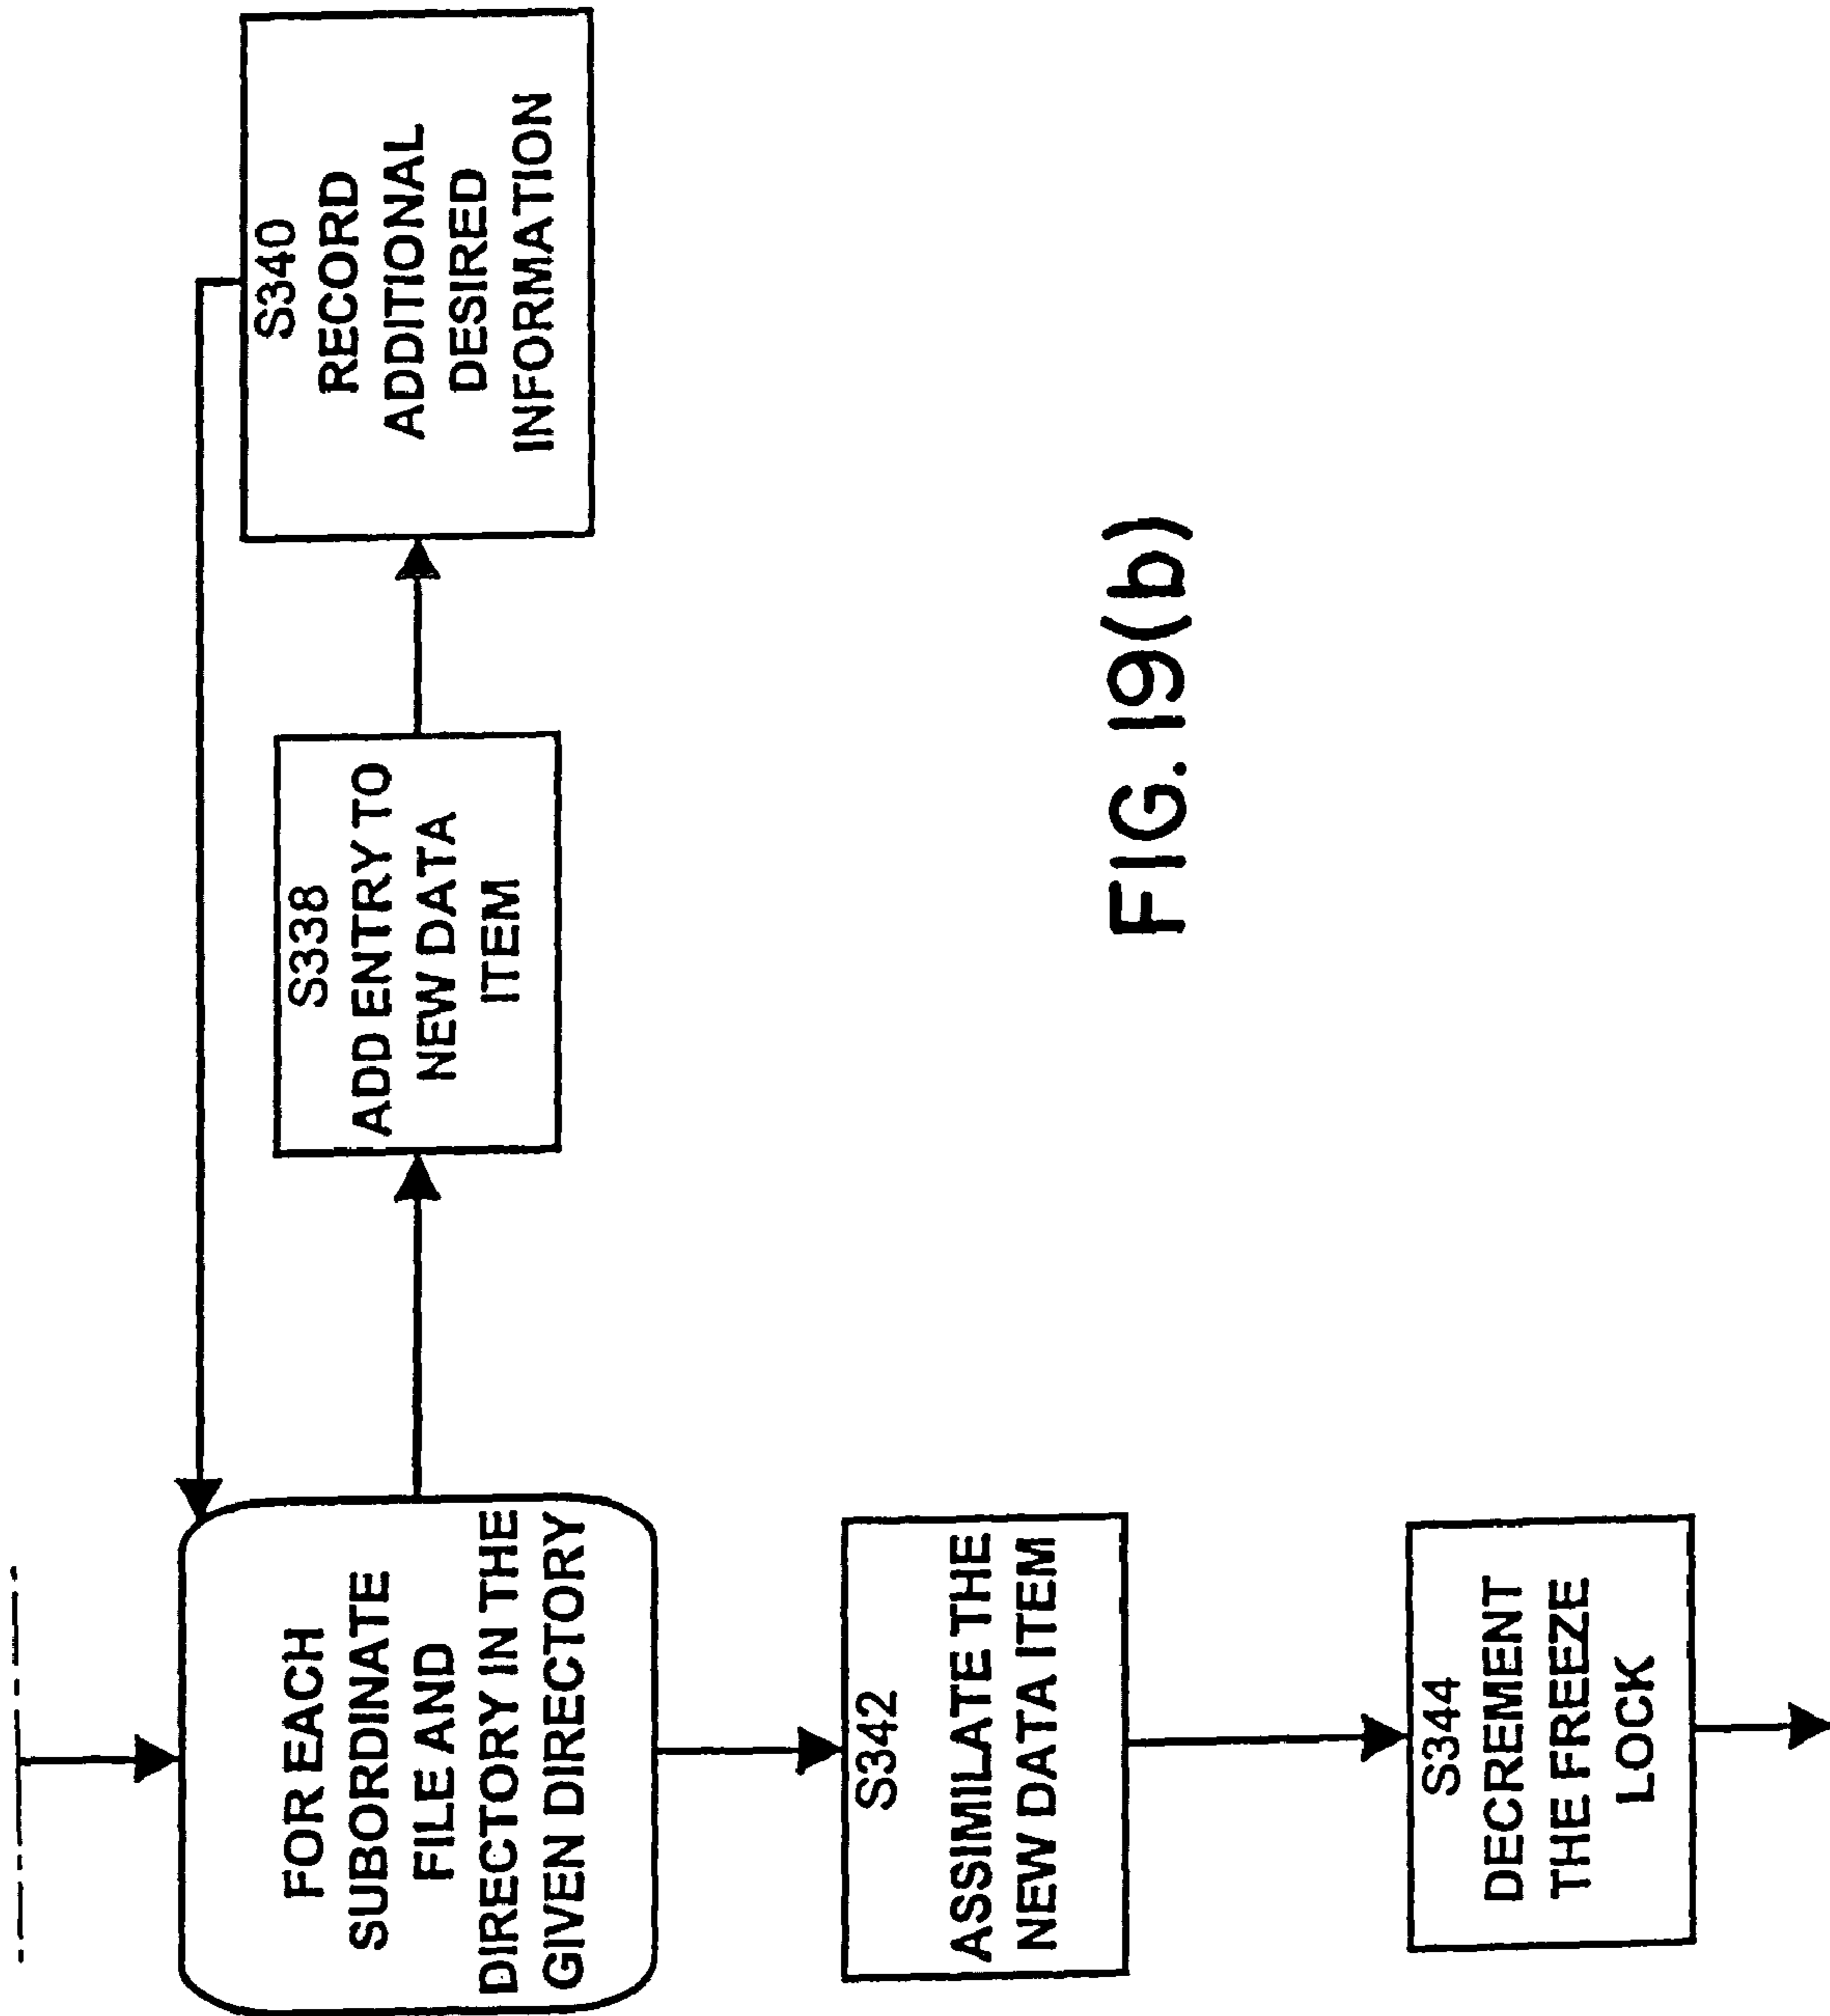 FOR EACH
SUBORDINATE
FILE AND
DIRECTORY IN THE
GIVEN DIRECTORY
S338
ADD ENTRY TO
NEW DATA
ITEM
S340
RECORD
ADDITIONAL
DESIRED
INFORMATION
S342
ASSIMILATE THE
NEW DATA ITEM
S344
DECREMENT
THE FREEZE
LOCK
FIG. 19(b)